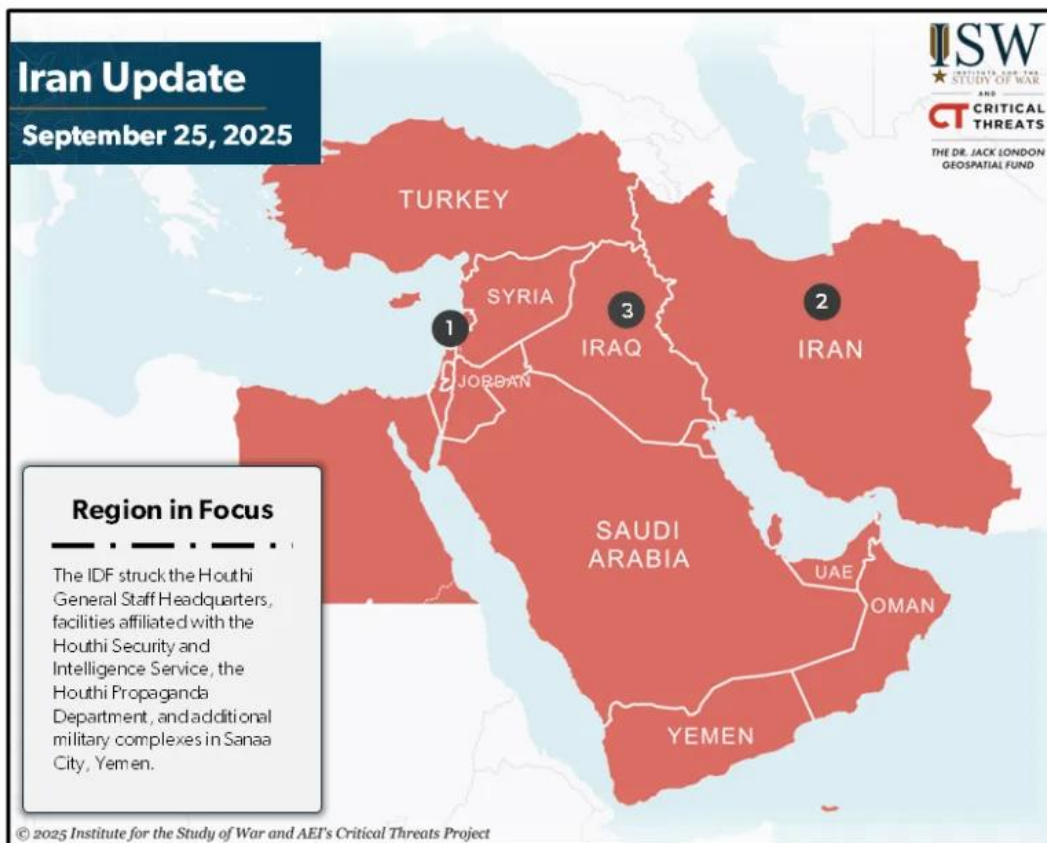 Iran Update
September 25, 2025
ISW
INSTITUTE FOR THE
STUDY OF WAR
AND
CT CRITICAL
THREATS
THE DR. JACK LONDON
GEOSPATIAL FUND
TURKEY
SYRIA
1
3
2
IRAQ
IRAN
JORDAN
SAUDI
ARABIA
UAE
OMAN
YEMEN
Region in Focus
The IDF struck the Houthi
General Staff Headquarters,
facilities affiliated with the
Houthi Security and
Intelligence Service, the
Houthi Propaganda
Department, and additional
military complexes in Sanaa
City, Yemen.
© 2025 Institute for the Study of War and AEI's Critical Threats Project